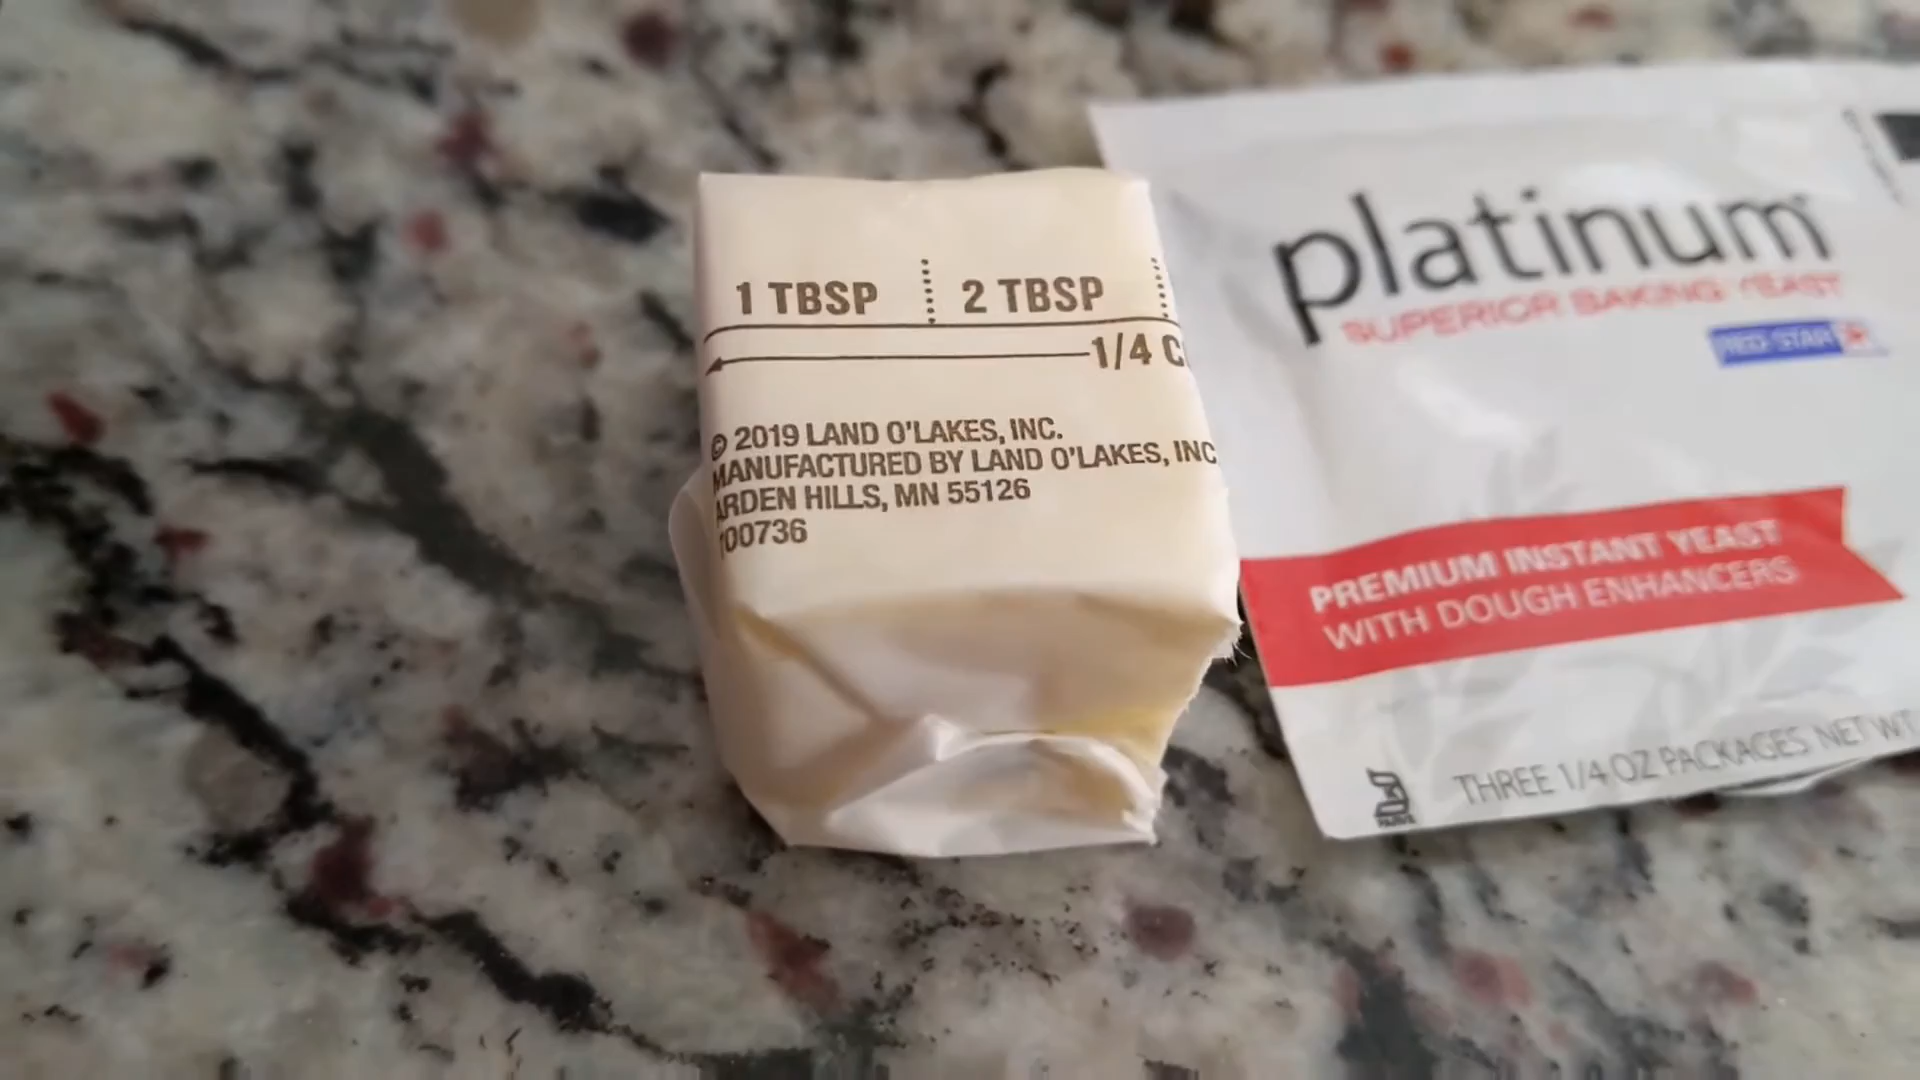 1 TBSP 2 TBSP
1/4 C
© 2019 LAND O'LAKES, INC.
MANUFACTURED BY LAND O'LAKES, INC
ARDEN HILLS, MN 55126
100736
platinum
SUPERIOR BAKING YEAST
RED STAR
PREMIUM INSTANT YEAST
WITH DOUGH ENHANCERS
THREE 1/4 OZ PACKAGES NET WT